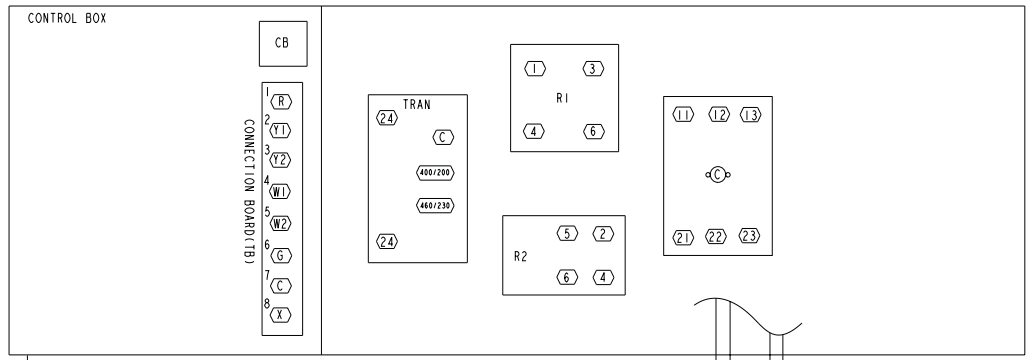 CONTROL BOX
CB
CONNECTION BOARD(TB)
1 R
2 Y1
3 Y2
4 W1
5 W2
6 G
7 C
8 X
TRAN
24
C
400/200
460/230
24
1 3
R1
4 6
5 2
R2
6 4
11 12 13
C
21 22 23